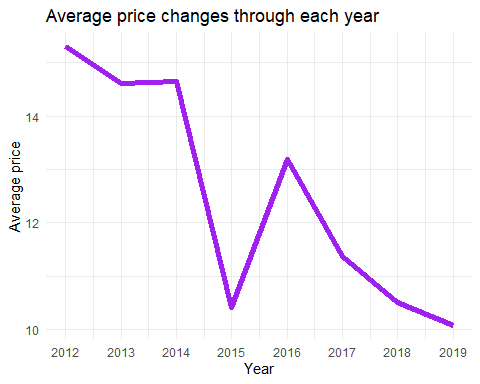 Average price changes through each year
Average price
14
12
10
2012 2013 2014 2015 2016 2017 2018 2019
Year